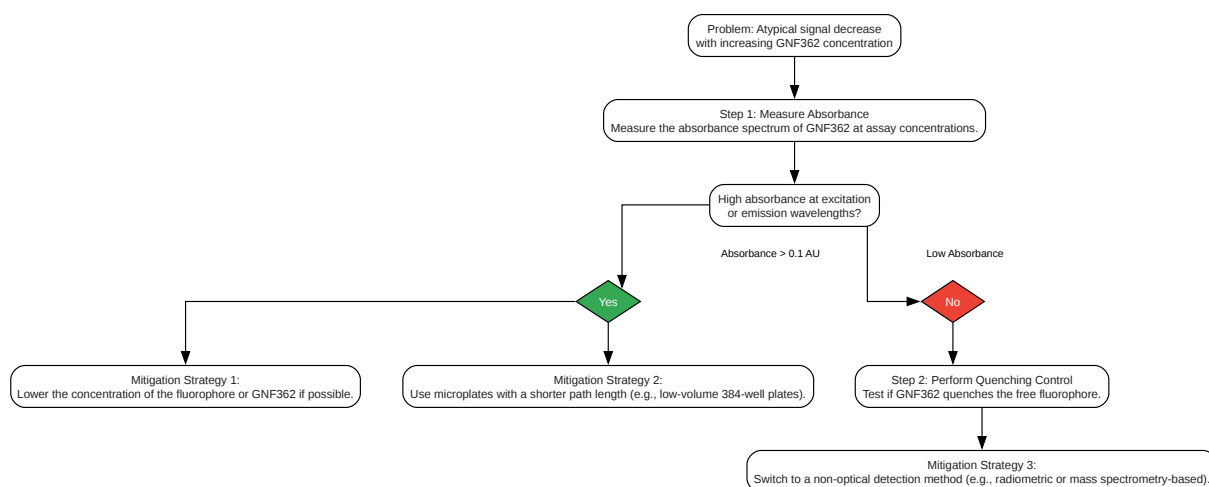 Problem: Atypical signal decrease
with increasing GNF362 concentration
Step 1: Measure Absorbance
Measure the absorbance spectrum of GNF362 at assay concentrations.
High absorbance at excitation
or emission wavelengths?
Absorbance > 0.1 AU
Low Absorbance
Yes
No
Mitigation Strategy 1:
Lower the concentration of the fluorophore or GNF362 if possible.
Mitigation Strategy 2:
Use microplates with a shorter path length (e.g., low-volume 384-well plates).
Step 2: Perform Quenching Control
Test if GNF362 quenches the free fluorophore.
Mitigation Strategy 3:
Switch to a non-optical detection method (e.g., radiometric or mass spectrometry-based).